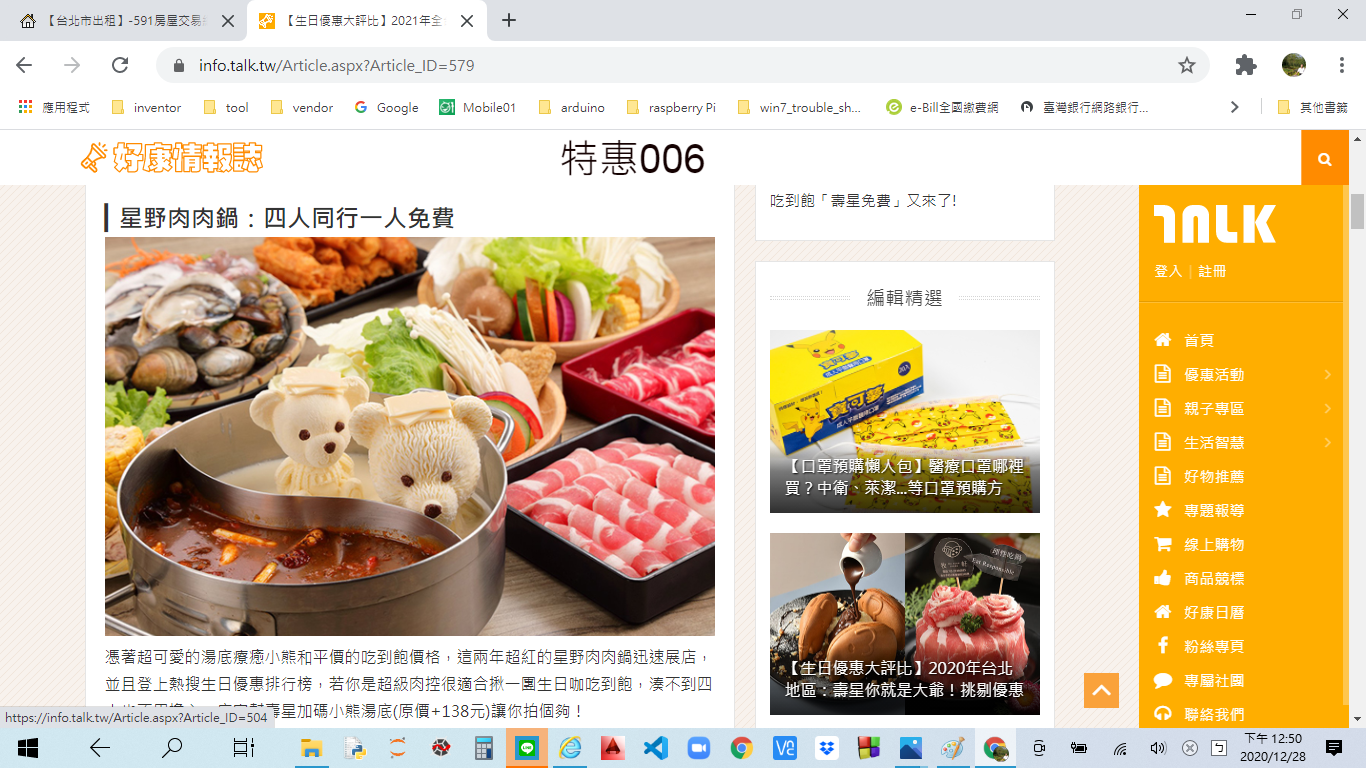 【台北市出租】-591房屋交易
【生日優惠大評比】2021年全
info.talk.tw/Article.aspx?Article_ID=579
應用程式
inventor
tool
vendor
Google
Mobile01
arduino
raspberry Pi
win7_trouble_sh...
e-Bill全國繳費網
臺灣銀行網路銀行...
其他書籤
好康情報誌
特惠006
星野肉肉鍋：四人同行一人免費
憑著超可愛的湯底療癒小熊和平價的吃到飽價格，這兩年超紅的星野肉肉鍋迅速展店，
並且登上熱搜生日優惠排行榜，若你是超級肉控很適合揪一團生日咖吃到飽，湊不到四
壽星加碼小熊湯底(原價+138元)讓你拍個夠！
吃到飽「壽星免費」又來了!
編輯精選
寶可夢
【口罩預購懶人包】醫療口罩哪裡
買？中衛、萊潔...等口罩預購方
【生日優惠大評比】2020年台北
地區：壽星你就是大爺！挑剔優惠
TALK
登入 | 註冊
首頁
優惠活動
親子專區
生活智慧
好物推薦
專題報導
線上購物
商品競標
好康日曆
粉絲專頁
專屬社團
聯絡我們
https://info.talk.tw/Article.aspx?Article_ID=504
下午 12:50
2020/12/28